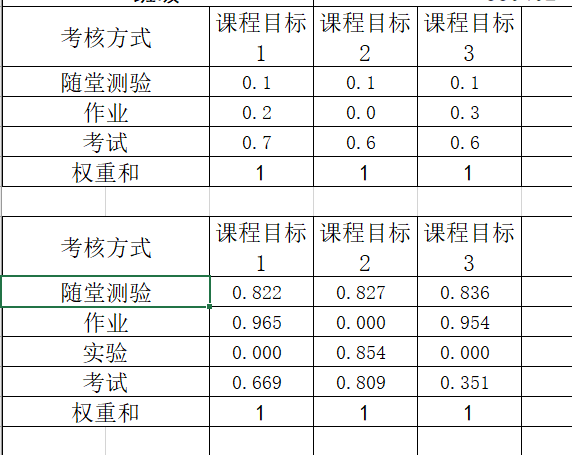 考核方式 课程目标1 课程目标2 课程目标3
随堂测验 0.1 0.1 0.1
作业 0.2 0.0 0.3
考试 0.7 0.6 0.6
权重和 1 1 1
考核方式 课程目标1 课程目标2 课程目标3
随堂测验 0.822 0.827 0.836
作业 0.965 0.000 0.954
实验 0.000 0.854 0.000
考试 0.669 0.809 0.351
权重和 1 1 1